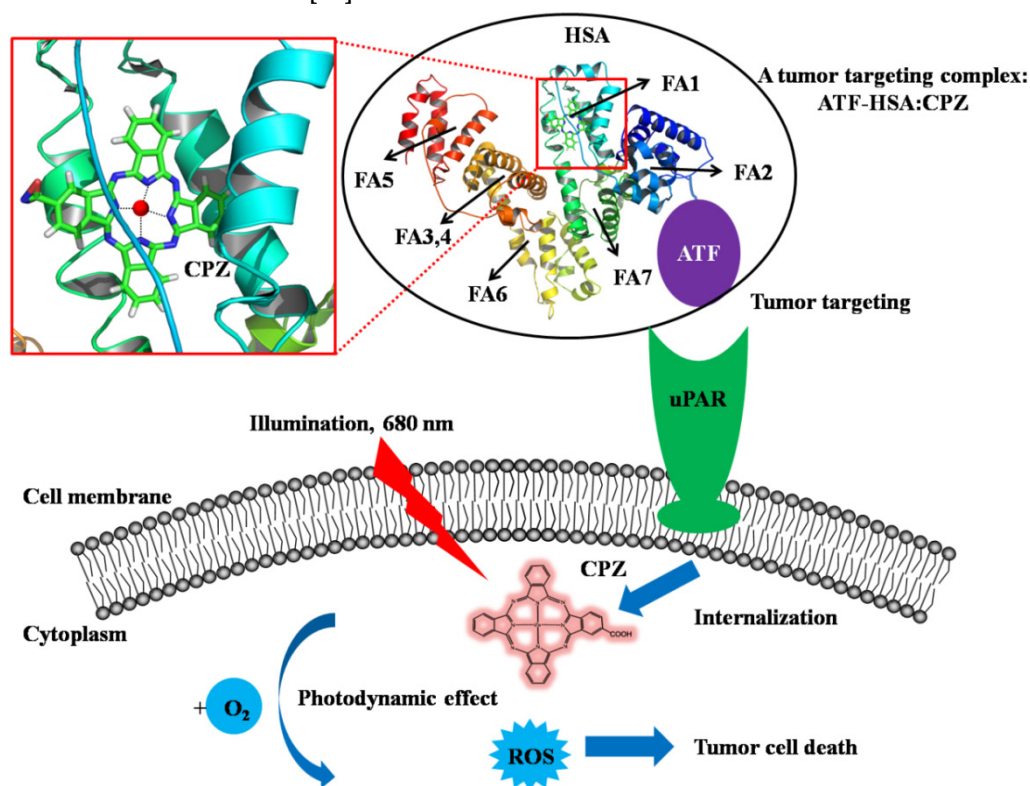 HSA
A tumor targeting complex:
ATF-HSA:CPZ
FA1
FA5
FA2
FA3,4
CPZ
FA6
FA7
ATF
Tumor targeting
uPAR
Illumination, 680 nm
Cell membrane
CPZ
COOH
Internalization
Cytoplasm
Photodynamic effect
+ O₂
ROS
Tumor cell death